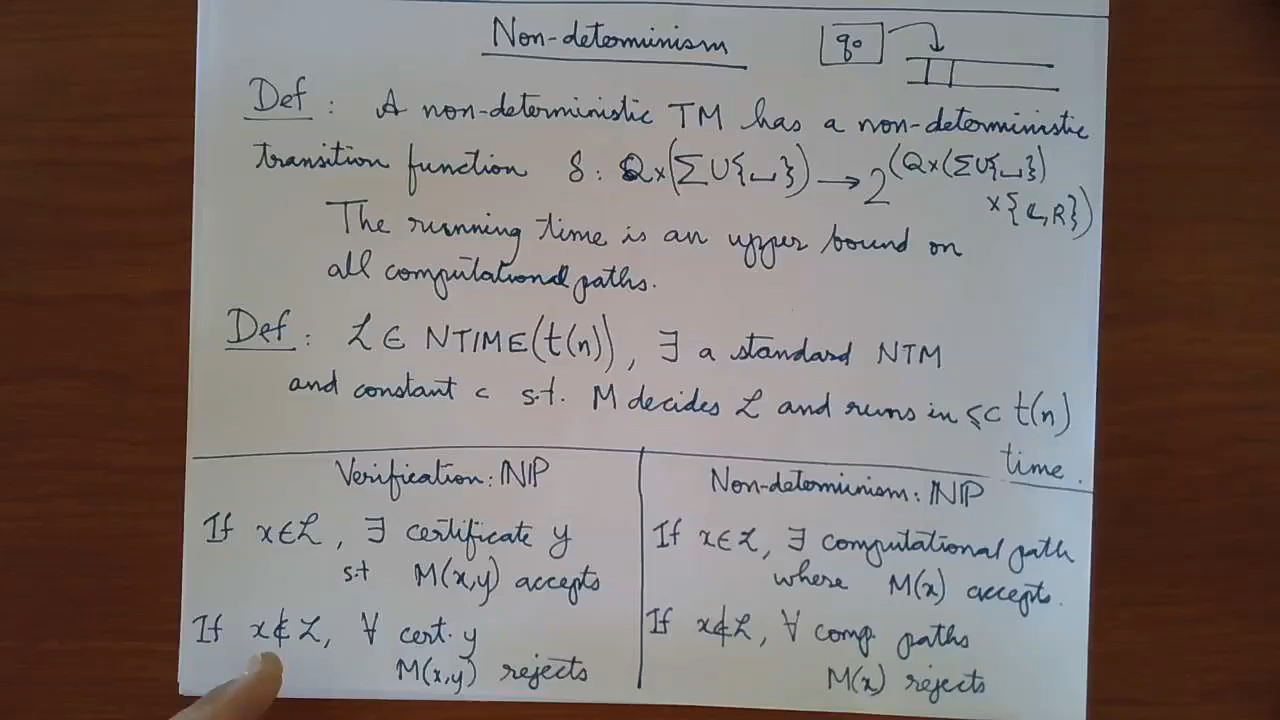 Non-determinism
q₀
Def : A non-deterministic TM has a non-deterministic
transition function δ : Q×(Σ∪{␣}) → 2^(Q×(Σ∪{␣})
×{L,R})
The running time is an upper bound on
all computational paths.
Def : L ∈ NTIME(t(n)), ∃ a standard NTM
and constant c s.t. M decides L and runs in ≤c t(n)
time.
Verification: NP
If x∈L, ∃ certificate y
s.t M(x,y) accepts
If x∉L, ∀ cert. y
M(x,y) rejects
Non-determinism: NP
If x∈L, ∃ computational path
where M(x) accepts.
If x∉L, ∀ comp. paths
M(x) rejects